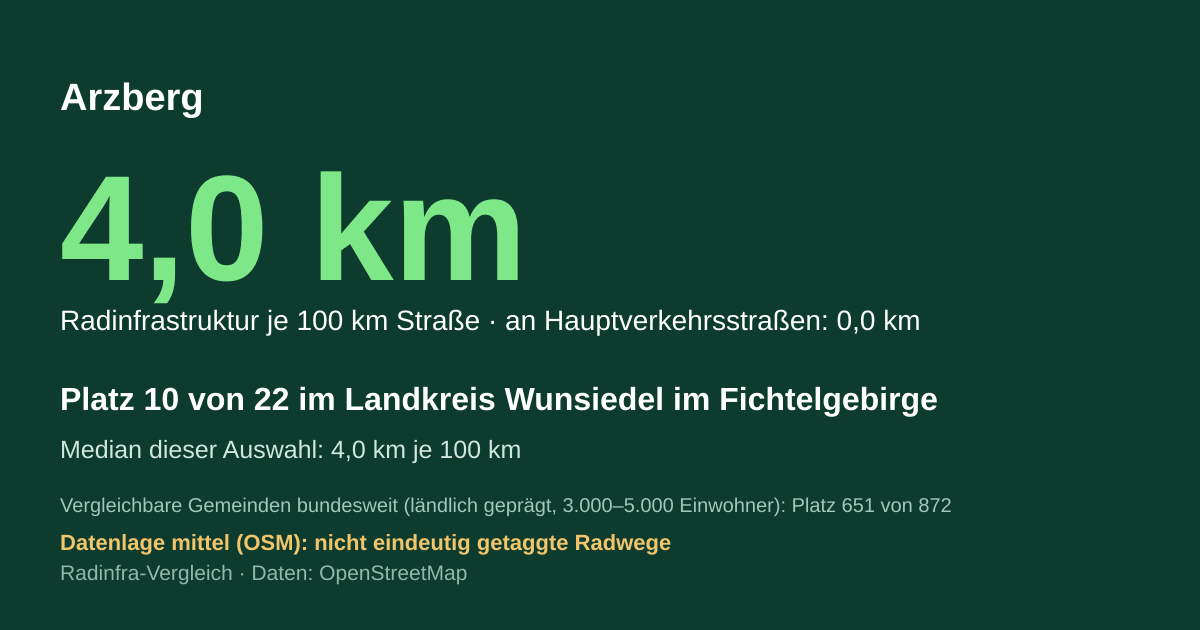 Arzberg
4,0 km
Radinfrastruktur je 100 km Straße · an Hauptverkehrsstraßen: 0,0 km
Platz 10 von 22 im Landkreis Wunsiedel im Fichtelgebirge
Median dieser Auswahl: 4,0 km je 100 km
Vergleichbare Gemeinden bundesweit (ländlich geprägt, 3.000–5.000 Einwohner): Platz 651 von 872
Datenlage mittel (OSM): nicht eindeutig getaggte Radwege
Radinfra-Vergleich · Daten: OpenStreetMap